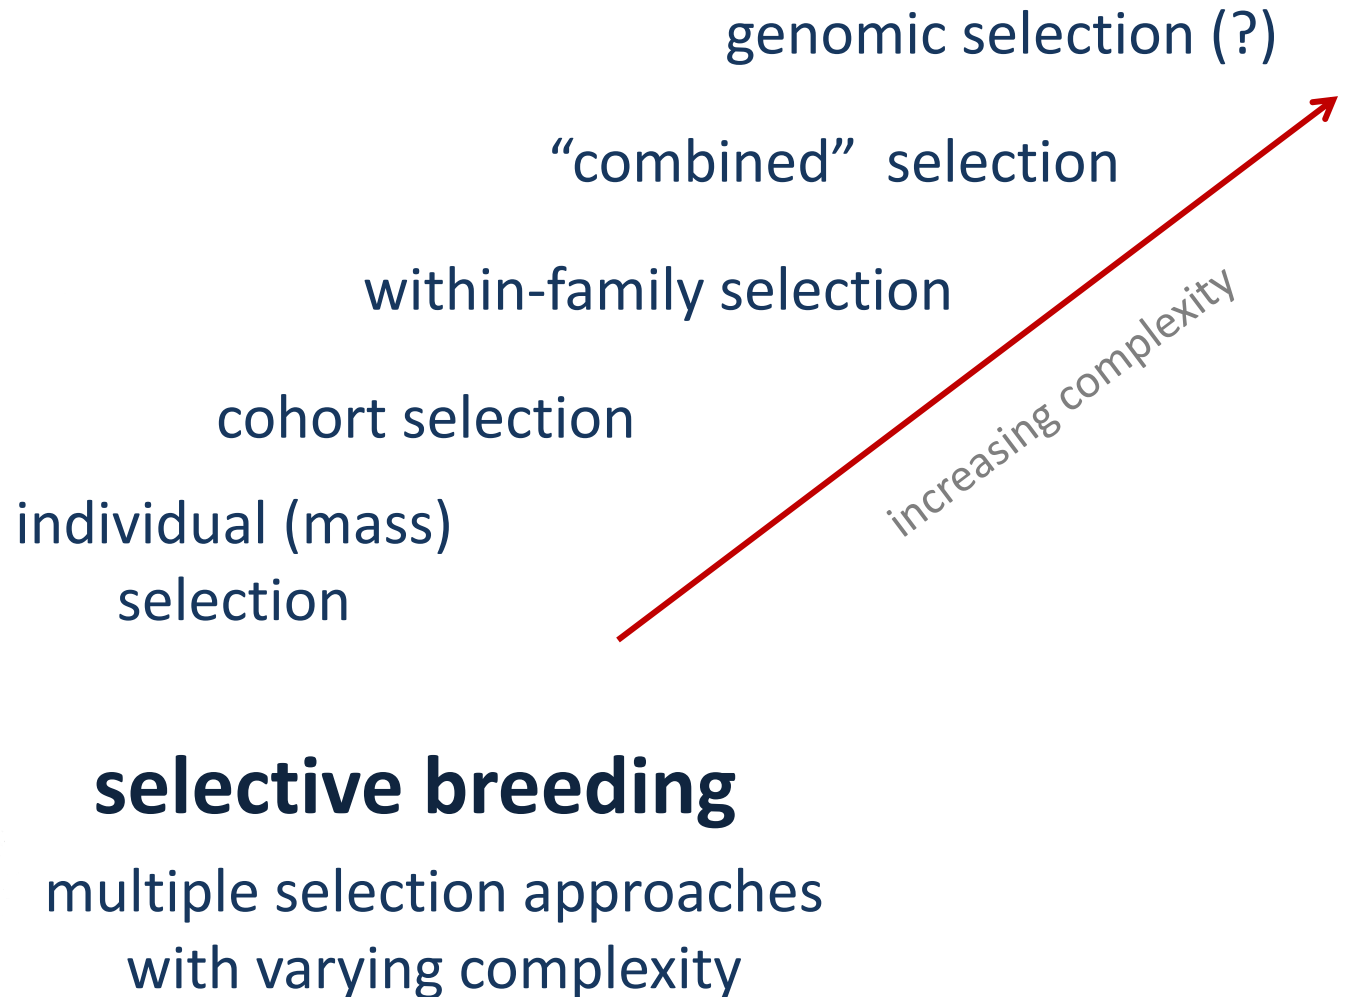 genomic selection (?)
“combined” selection
within-family selection
cohort selection
individual (mass)
selection
increasing complexity
selective breeding
multiple selection approaches
with varying complexity